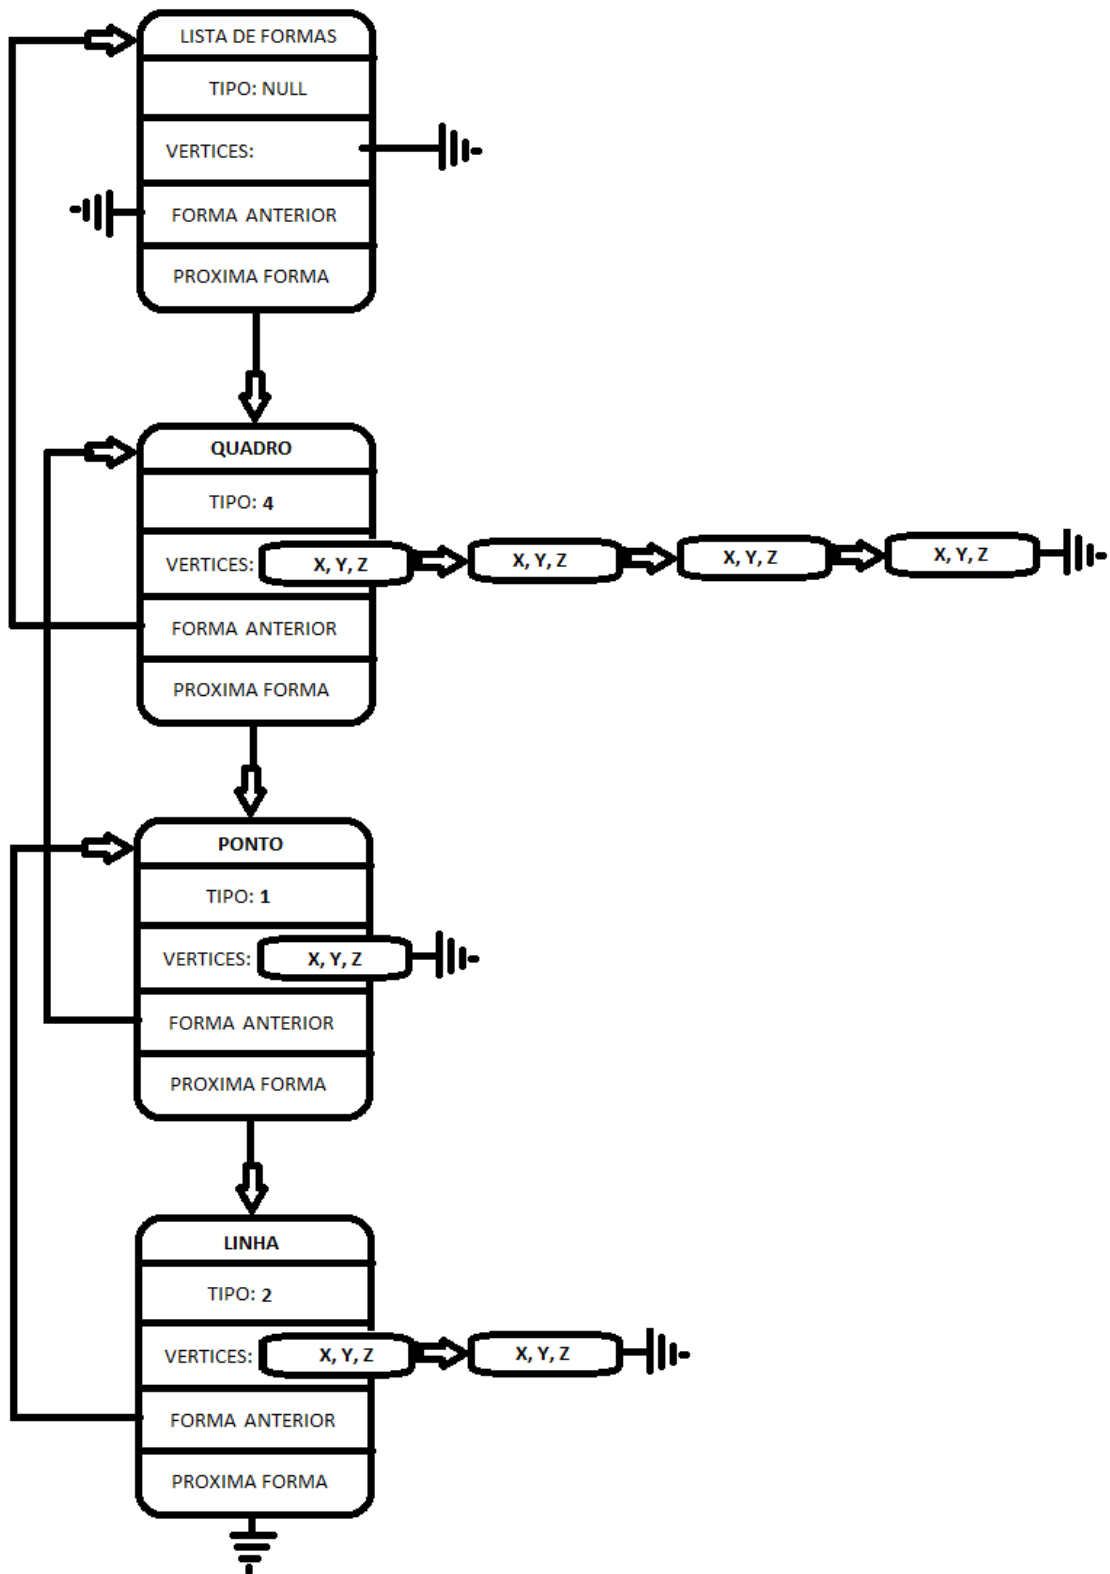 LISTA DE FORMAS
TIPO: NULL
VERTICES:
FORMA ANTERIOR
PROXIMA FORMA
QUADRO
TIPO: 4
VERTICES: X, Y, Z X, Y, Z X, Y, Z X, Y, Z
FORMA ANTERIOR
PROXIMA FORMA
PONTO
TIPO: 1
VERTICES: X, Y, Z
FORMA ANTERIOR
PROXIMA FORMA
LINHA
TIPO: 2
VERTICES: X, Y, Z X, Y, Z
FORMA ANTERIOR
PROXIMA FORMA